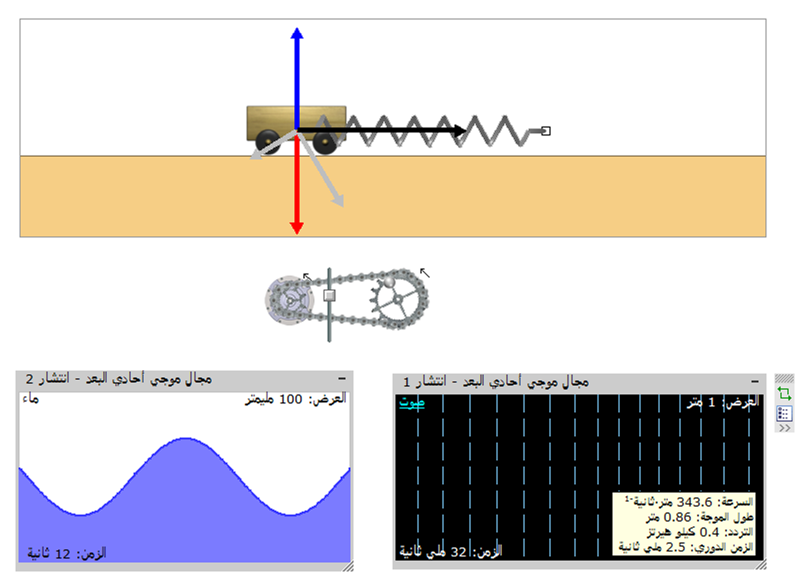 مجال موجي أحادي البعد - انتشار 2
ماء
العرض: 100 مليمتر
الزمن: 12 ثانية
مجال موجي أحادي البعد - انتشار 1
صوت
العرض: 1 متر
السرعة: 343.6 متر·ثانية-1
طول الموجة: 0.86 متر
التردد: 0.4 كيلو هيرتز
الزمن الدوري: 2.5 ملي ثانية
الزمن: 32 ملي ثانية